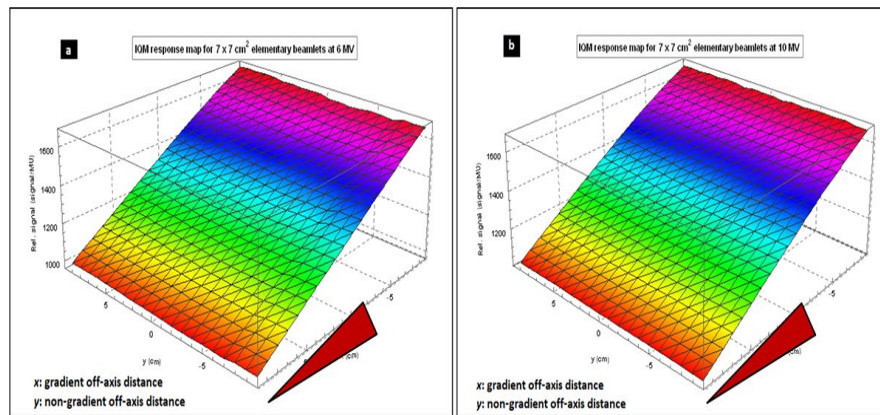 a
IQM response map for 7 x 7 cm² elementary beamlets at 6 MV
Rel. signal (signal/MU)
1600
1400
1200
1000
5
0
-5
y (cm)
-5
x: gradient off-axis distance
y: non-gradient off-axis distance
b
IQM response map for 7 x 7 cm² elementary beamlets at 10 MV
Rel. signal (signal/MU)
1600
1400
1200
5
0
-5
y (cm)
-5
x: gradient off-axis distance
y: non-gradient off-axis distance